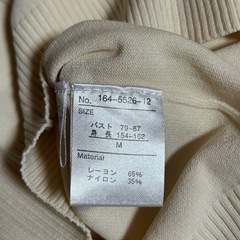 No. 164-5526-12
SIZE
バスト 79-87
身長 154-162
M
Material
レーヨン 65%
ナイロン 35%